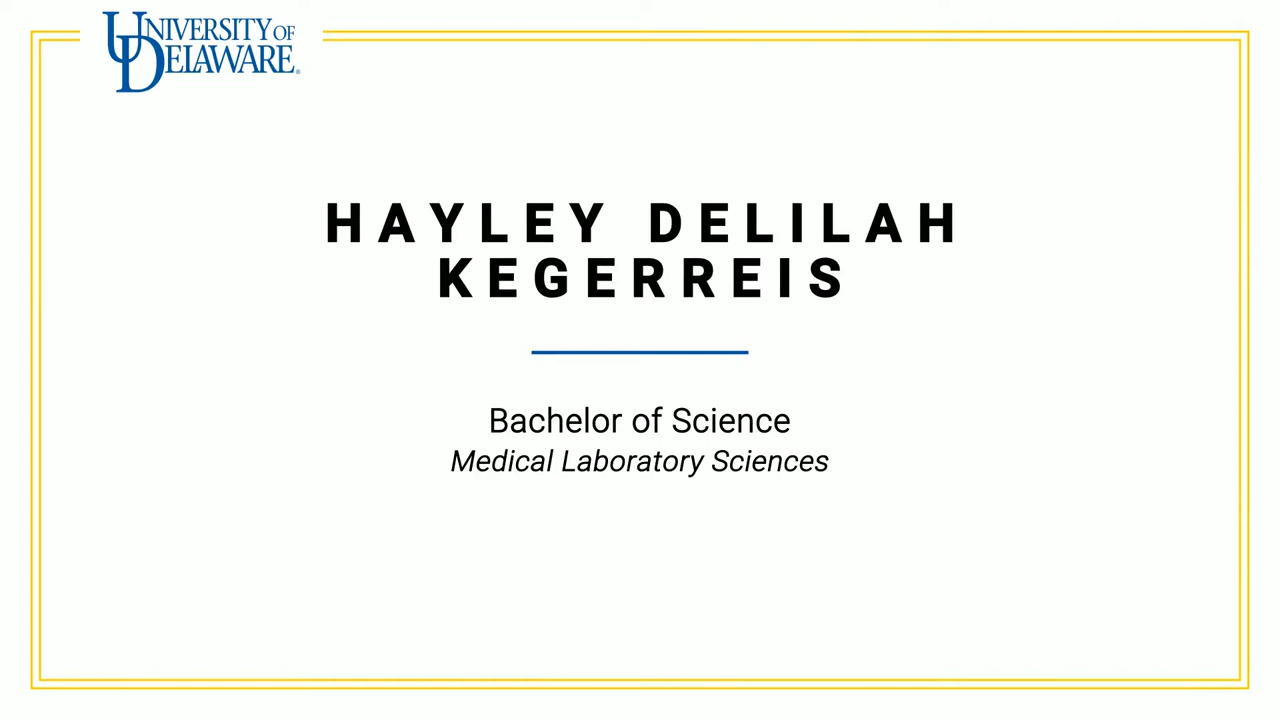 UNIVERSITY OF
DELAWARE
HAYLEY DELILAH
KEGERREIS
Bachelor of Science
Medical Laboratory Sciences